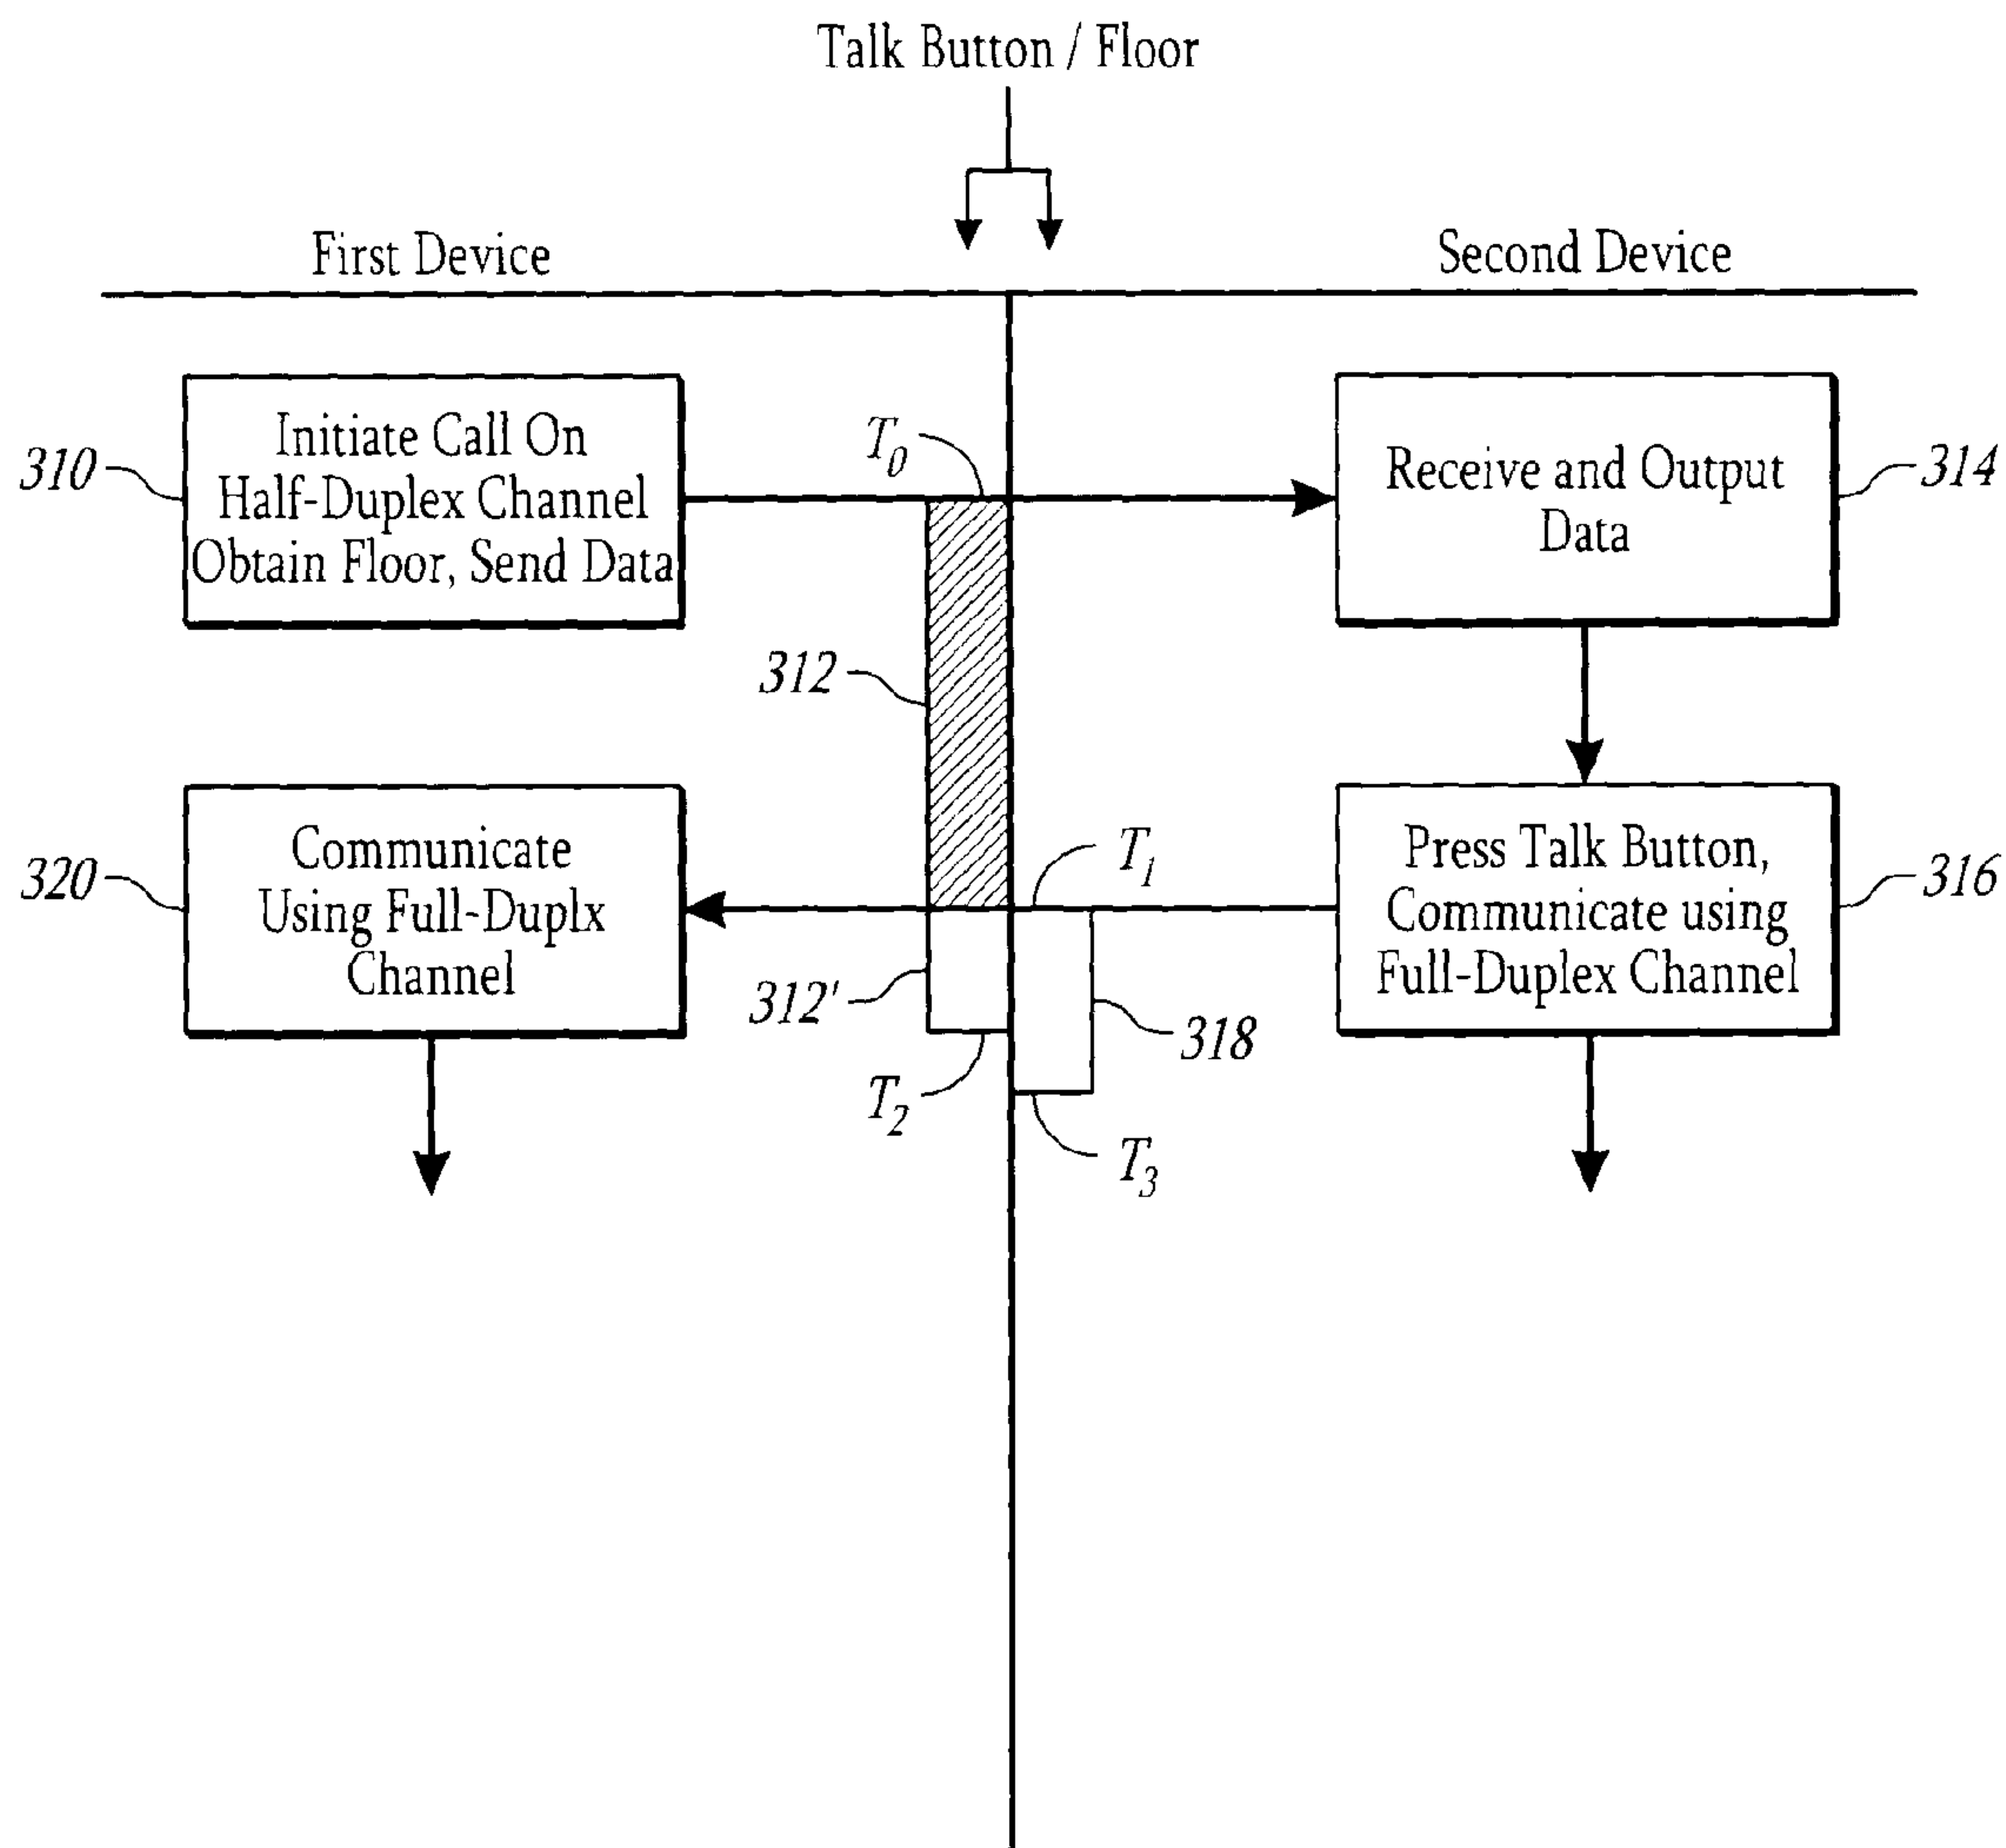 Talk Button / Floor
First Device
Second Device
310
Initiate Call On
Half-Duplex Channel
Obtain Floor, Send Data
T0
Receive and Output
Data
314
312
320
Communicate
Using Full-Duplx
Channel
T1
Press Talk Button,
Communicate using
Full-Duplex Channel
316
312'
318
T2
T3